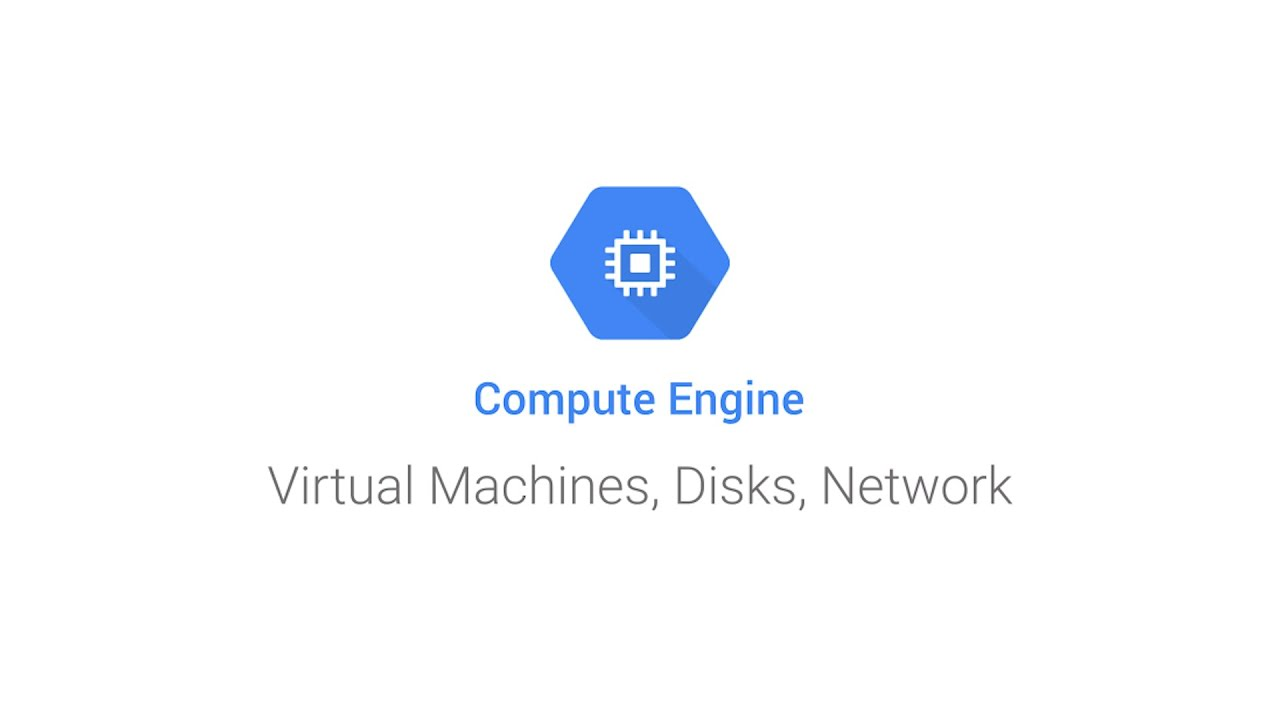 Compute Engine
Virtual Machines, Disks, Network